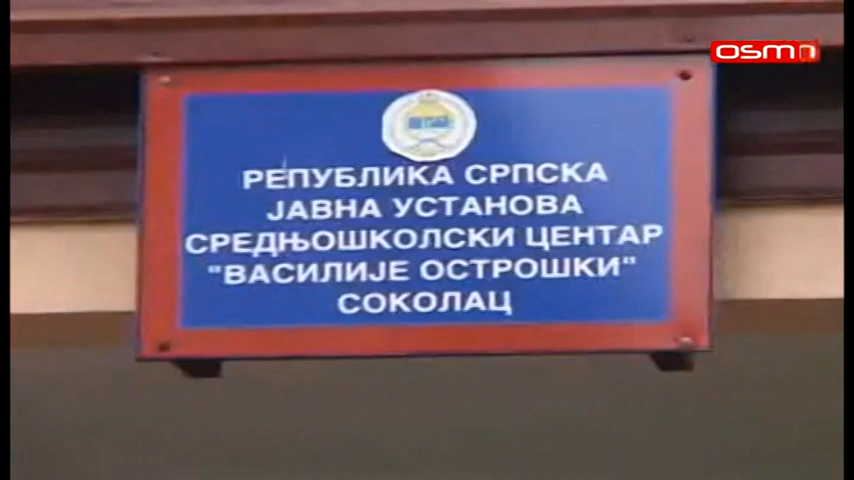 osm
РЕПУБЛИКА СРПСКА
ЈАВНА УСТАНОВА
СРЕДЊОШКОЛСКИ ЦЕНТАР
"ВАСИЛИЈЕ ОСТРОШКИ"
СОКОЛАЦ